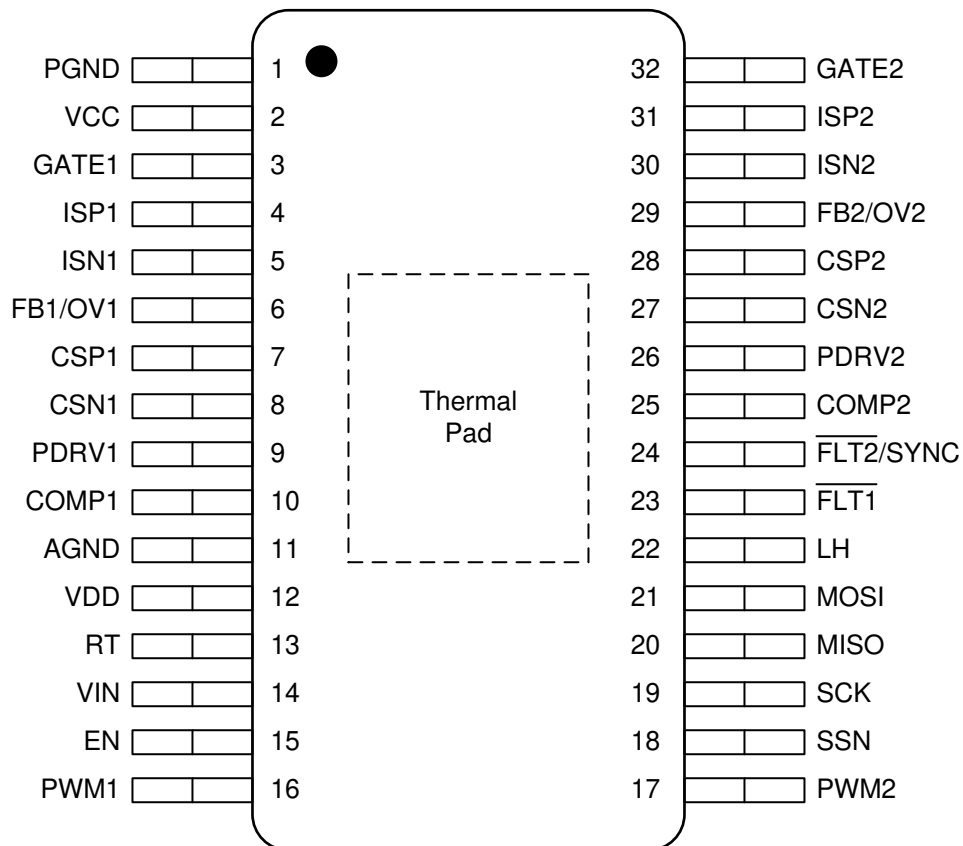 PGND 1 32 GATE2
VCC 2 31 ISP2
GATE1 3 30 ISN2
ISP1 4 29 FB2/OV2
ISN1 5 28 CSP2
FB1/OV1 6 27 CSN2
CSP1 7 26 PDRV2
CSN1 8 Thermal 25 COMP2
Pad
PDRV1 9 24 F̅L̅T̅2̅/SYNC
COMP1 10 23 F̅L̅T̅1̅
AGND 11 22 LH
VDD 12 21 MOSI
RT 13 20 MISO
VIN 14 19 SCK
EN 15 18 SSN
PWM1 16 17 PWM2